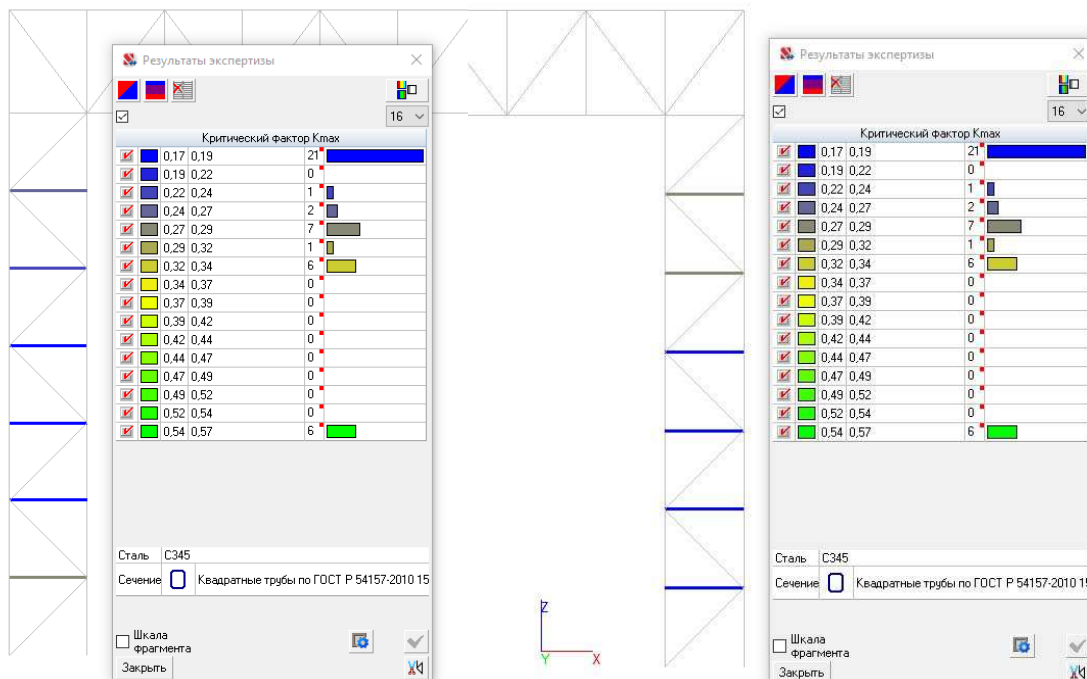 Результаты экспертизы
16
Критический фактор Kmax
0,17 0,19 21
0,19 0,22 0
0,22 0,24 1
0,24 0,27 2
0,27 0,29 7
0,29 0,32 1
0,32 0,34 6
0,34 0,37 0
0,37 0,39 0
0,39 0,42 0
0,42 0,44 0
0,44 0,47 0
0,47 0,49 0
0,49 0,52 0
0,52 0,54 0
0,54 0,57 6
Сталь C345
Сечение Квадратные трубы по ГОСТ Р 54157-2010 15
Шкала
фрагмента
Закрыть
Z
Y X
Результаты экспертизы
16
Критический фактор Kmax
0,17 0,19 21
0,19 0,22 0
0,22 0,24 1
0,24 0,27 2
0,27 0,29 7
0,29 0,32 1
0,32 0,34 6
0,34 0,37 0
0,37 0,39 0
0,39 0,42 0
0,42 0,44 0
0,44 0,47 0
0,47 0,49 0
0,49 0,52 0
0,52 0,54 0
0,54 0,57 6
Сталь C345
Сечение Квадратные трубы по ГОСТ Р 54157-2010 15
Шкала
фрагмента
Закрыть